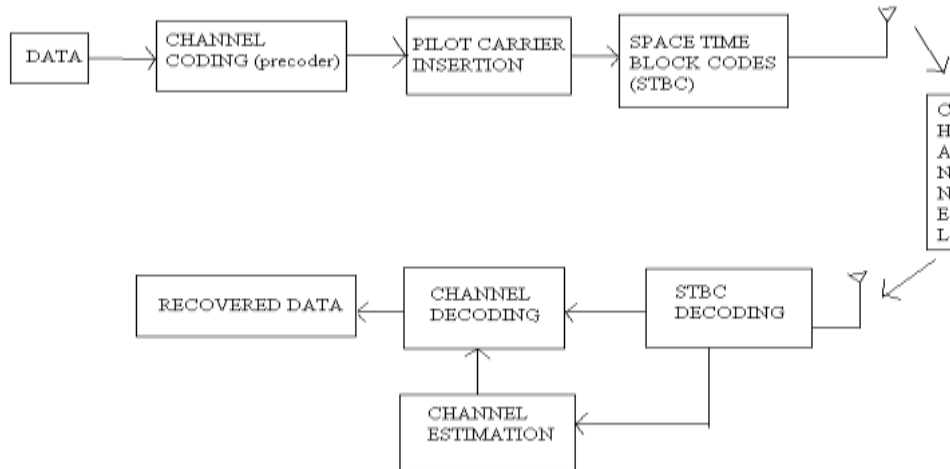 DATA
CHANNEL
CODING (precoder)
PILOT CARRIER
INSERTION
SPACE TIME
BLOCK CODES
(STBC)
C
H
A
N
N
E
L
RECOVERED DATA
CHANNEL
DECODING
STBC
DECODING
CHANNEL
ESTIMATION